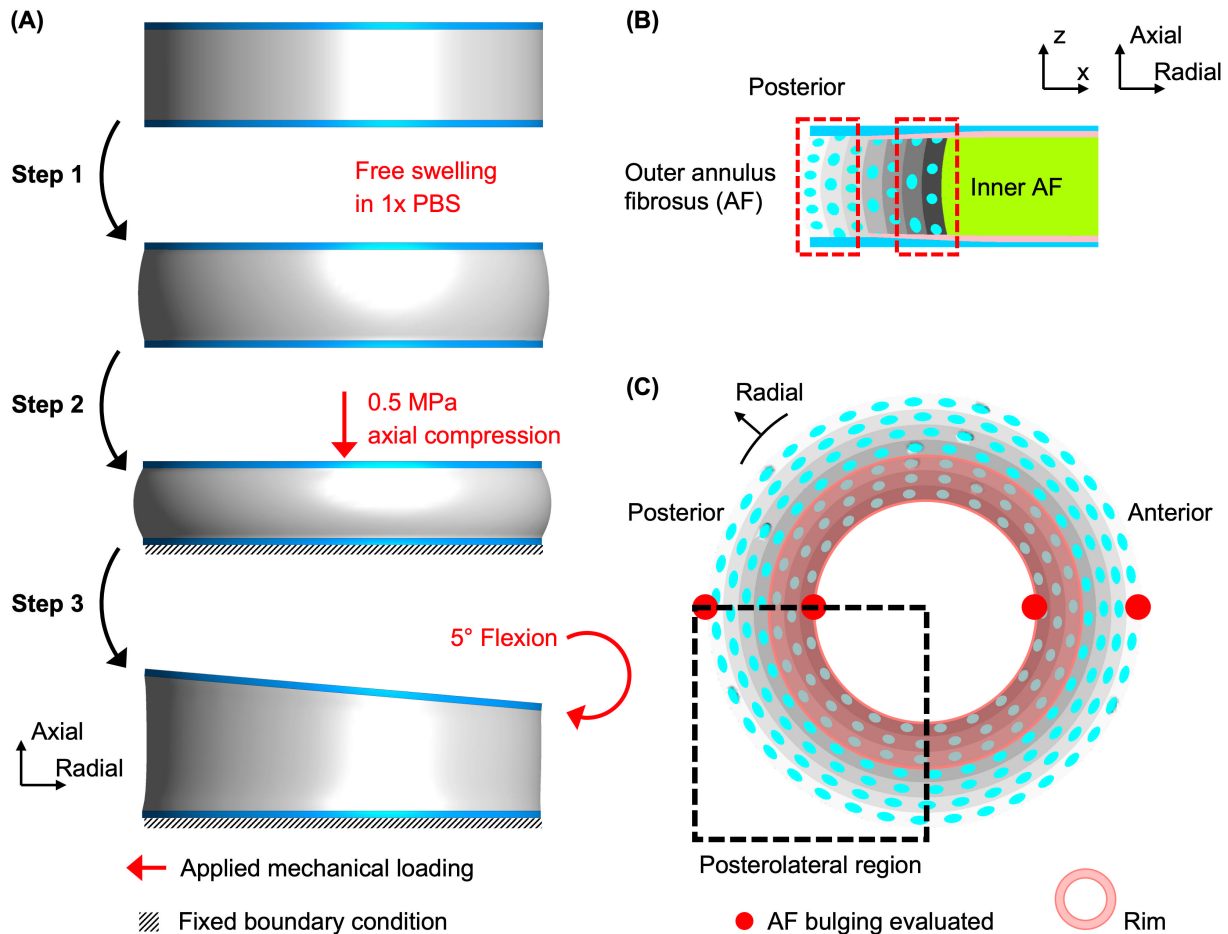 (A)
Step 1
Free swelling
in 1x PBS
Step 2
0.5 MPa
axial compression
Step 3
5° Flexion
Axial
Radial
Applied mechanical loading
Fixed boundary condition
(B)
z
x
Axial
Radial
Posterior
Outer annulus
fibrosus (AF)
Inner AF
(C)
Radial
Posterior
Anterior
Posterolateral region
AF bulging evaluated
Rim